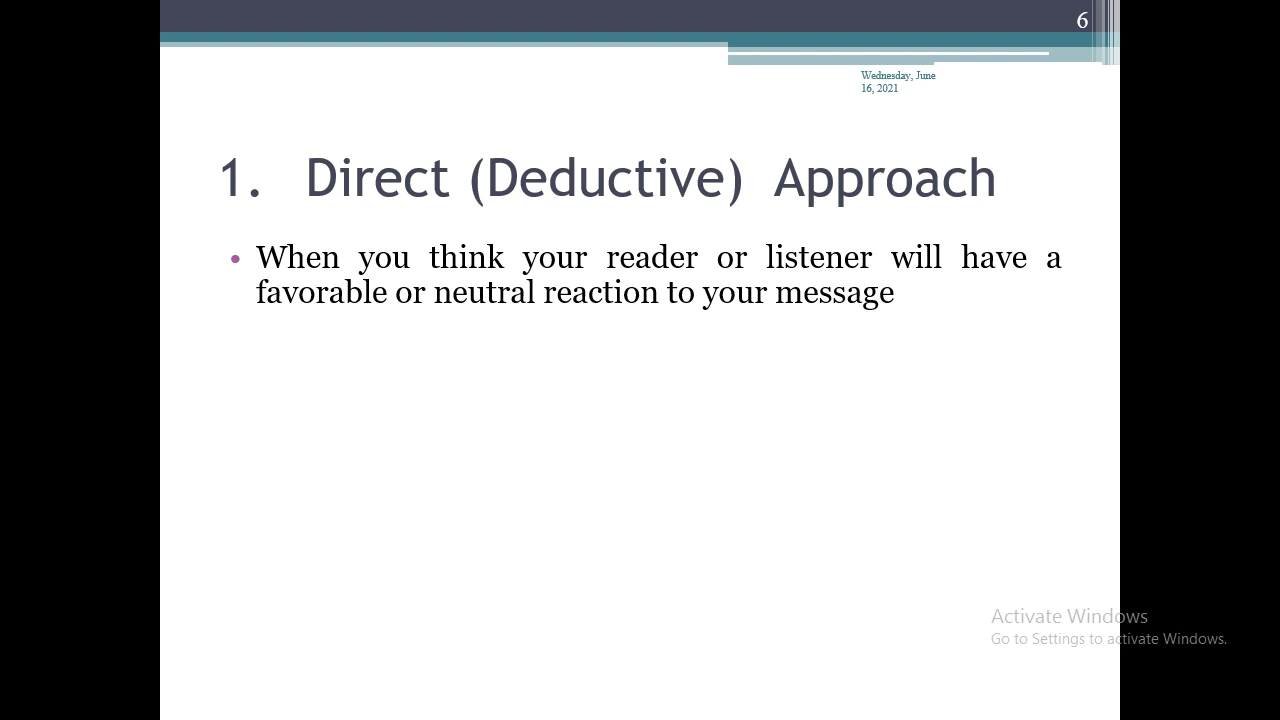 6
Wednesday, June
16, 2021
1. Direct (Deductive) Approach
• When you think your reader or listener will have a
favorable or neutral reaction to your message
Activate Windows
Go to Settings to activate Windows.